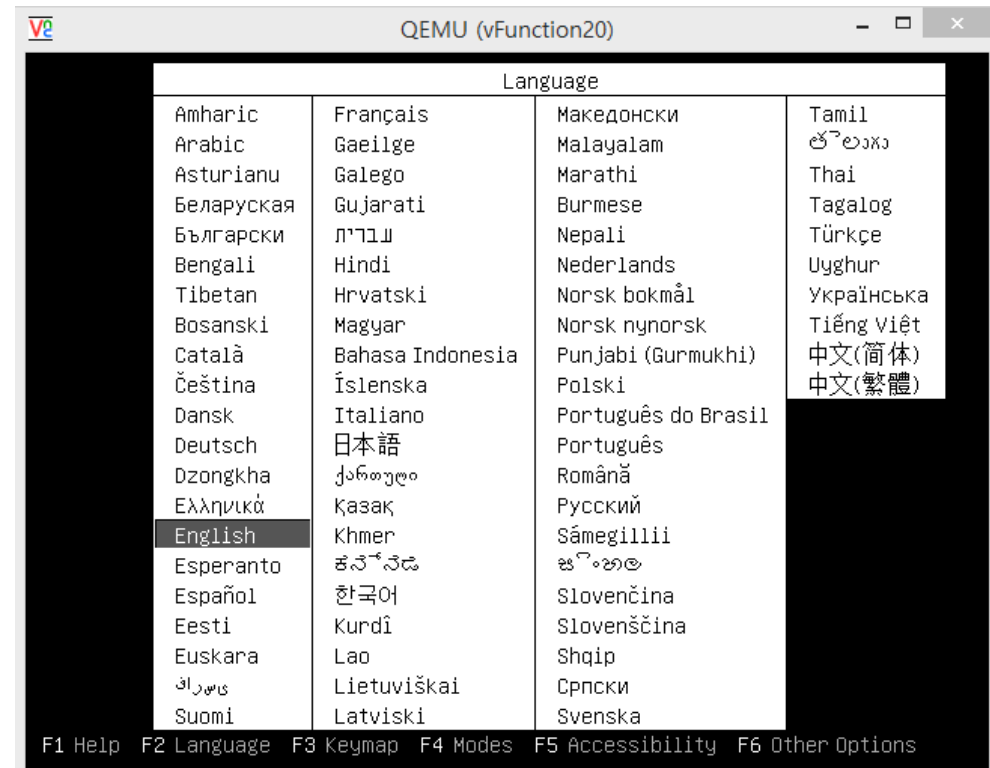 QEMU (vFunction20)
Language
Amharic
Arabic
Asturianu
Беларуская
Български
Bengali
Tibetan
Bosanski
Català
Čeština
Dansk
Deutsch
Dzongkha
Ελληνικά
English
Esperanto
Español
Eesti
Euskara
فارسی
Suomi
Français
Gaeilge
Galego
Gujarati
עברית
Hindi
Hrvatski
Magyar
Bahasa Indonesia
Íslenska
Italiano
日本語
ქართული
Қазақ
Khmer
ಕನ್ನಡ
한국어
Kurdî
Lao
Lietuviškai
Latviski
Македонски
Malayalam
Marathi
Burmese
Nepali
Nederlands
Norsk bokmål
Norsk nynorsk
Punjabi (Gurmukhi)
Polski
Português do Brasil
Português
Română
Русский
Sámegillii
සිංහල
Slovenčina
Slovenščina
Shqip
Српски
Svenska
Tamil
తెలుగు
Thai
Tagalog
Türkçe
Uyghur
Українська
Tiếng Việt
中文(简体)
中文(繁體)
F1 Help F2 Language F3 Keymap F4 Modes F5 Accessibility F6 Other Options